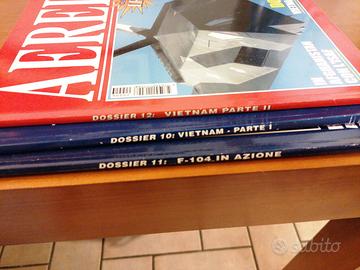 AEREI
DOSSIER 12: VIETNAM PARTE II
DOSSIER 10: VIETNAM - PARTE I
DOSSIER 11: F-104 IN AZIONE
subito